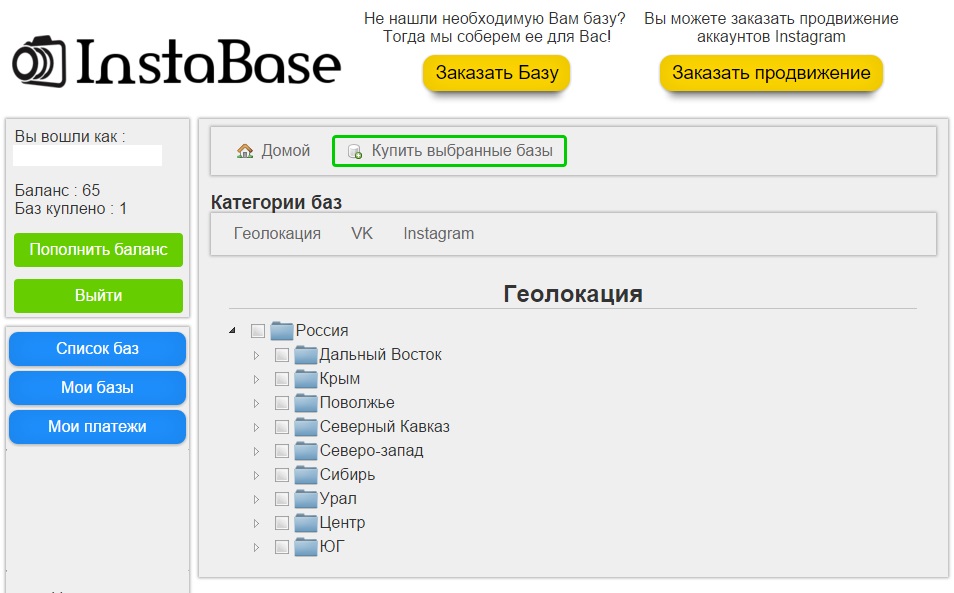 InstaBase
Не нашли необходимую Вам базу?
Тогда мы соберем ее для Вас!
Заказать Базу
Вы можете заказать продвижение
аккаунтов Instagram
Заказать продвижение
Вы вошли как :
Баланс : 65
Баз куплено : 1
Пополнить баланс
Выйти
Список баз
Мои базы
Мои платежи
Домой
Купить выбранные базы
Категории баз
Геолокация VK Instagram
Геолокация
Россия
Дальный Восток
Крым
Поволжье
Северный Кавказ
Северо-запад
Сибирь
Урал
Центр
ЮГ